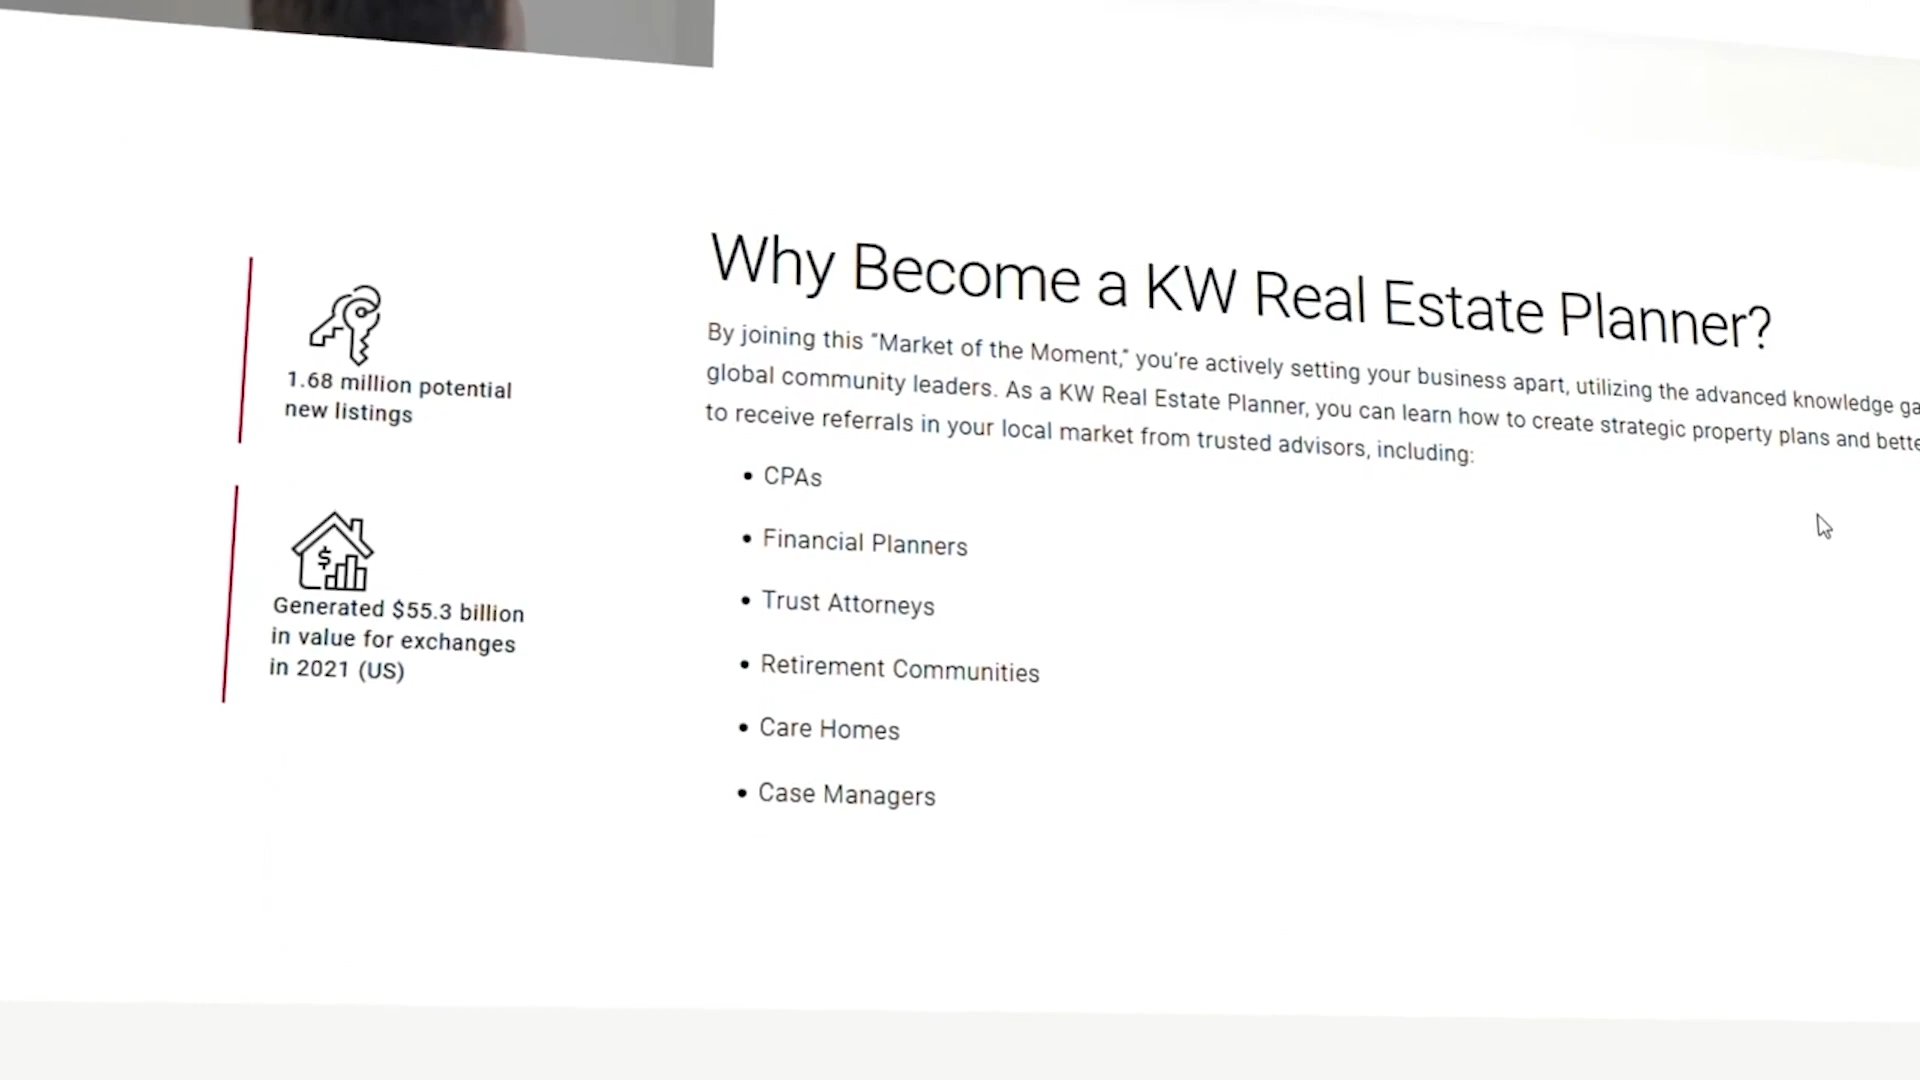 1.68 million potential
new listings
Generated $55.3 billion
in value for exchanges
in 2021 (US)
Why Become a KW Real Estate Planner?
By joining this “Market of the Moment,” you’re actively setting your business apart, utilizing the advanced knowledge
global community leaders. As a KW Real Estate Planner, you can learn how to create strategic property plans and
to receive referrals in your local market from trusted advisors, including:
• CPAs
• Financial Planners
• Trust Attorneys
• Retirement Communities
• Care Homes
• Case Managers